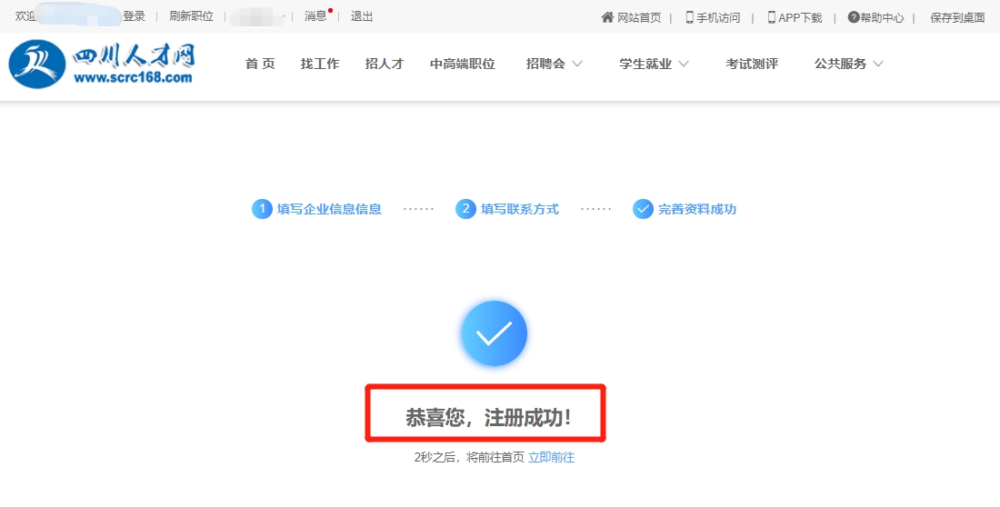 欢迎 登录 | 刷新职位 | | 消息 | 退出 网站首页 | 手机访问 | APP下载 | ?帮助中心 | 保存到桌面
四川人才网
www.scrc168.com
首 页 找工作 招人才 中高端职位 招聘会 学生就业 考试测评 公共服务
1 填写企业信息信息 ······ 2 填写联系方式 ······ 完善资料成功
恭喜您，注册成功！
2秒之后，将前往首页 立即前往